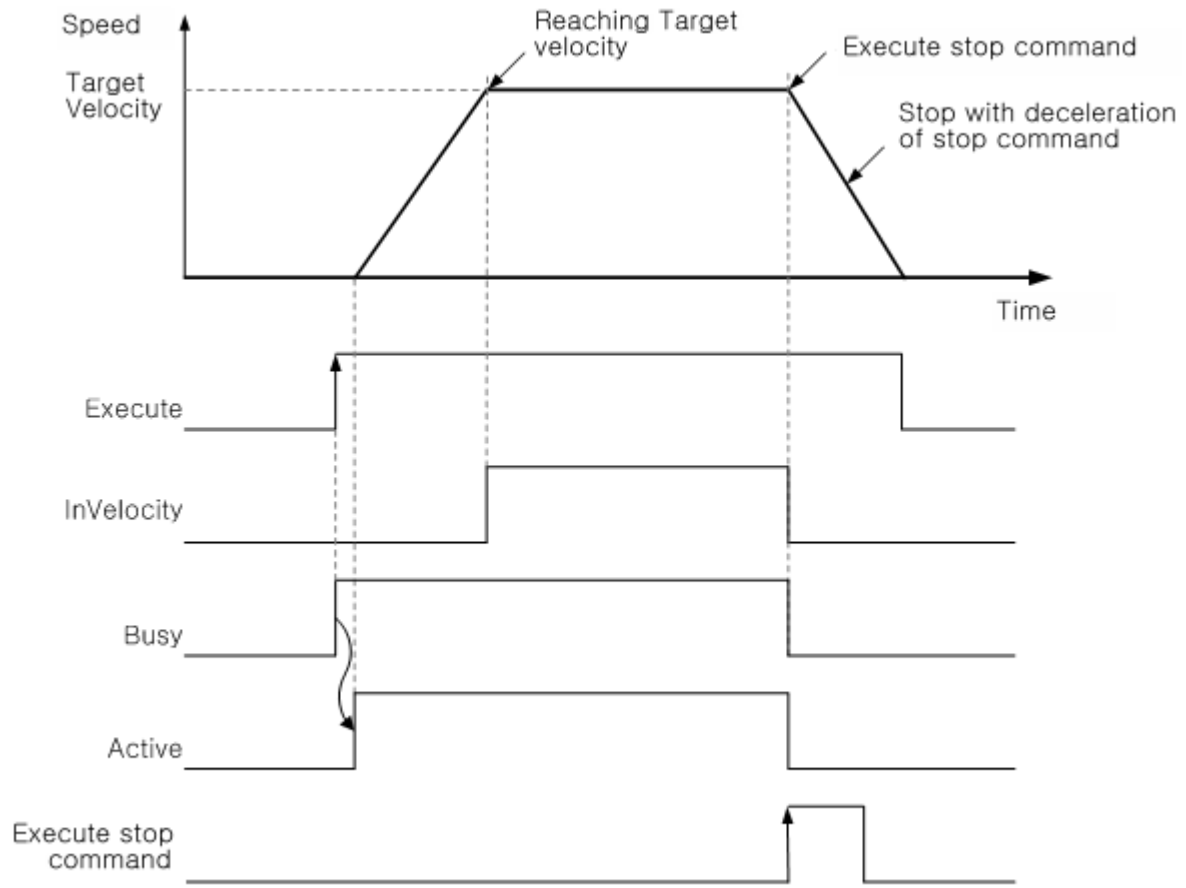 Speed
Reaching Target
velocity
Execute stop command
Target
Velocity
Stop with deceleration
of stop command
Time
Execute
InVelocity
Busy
Active
Execute stop
command